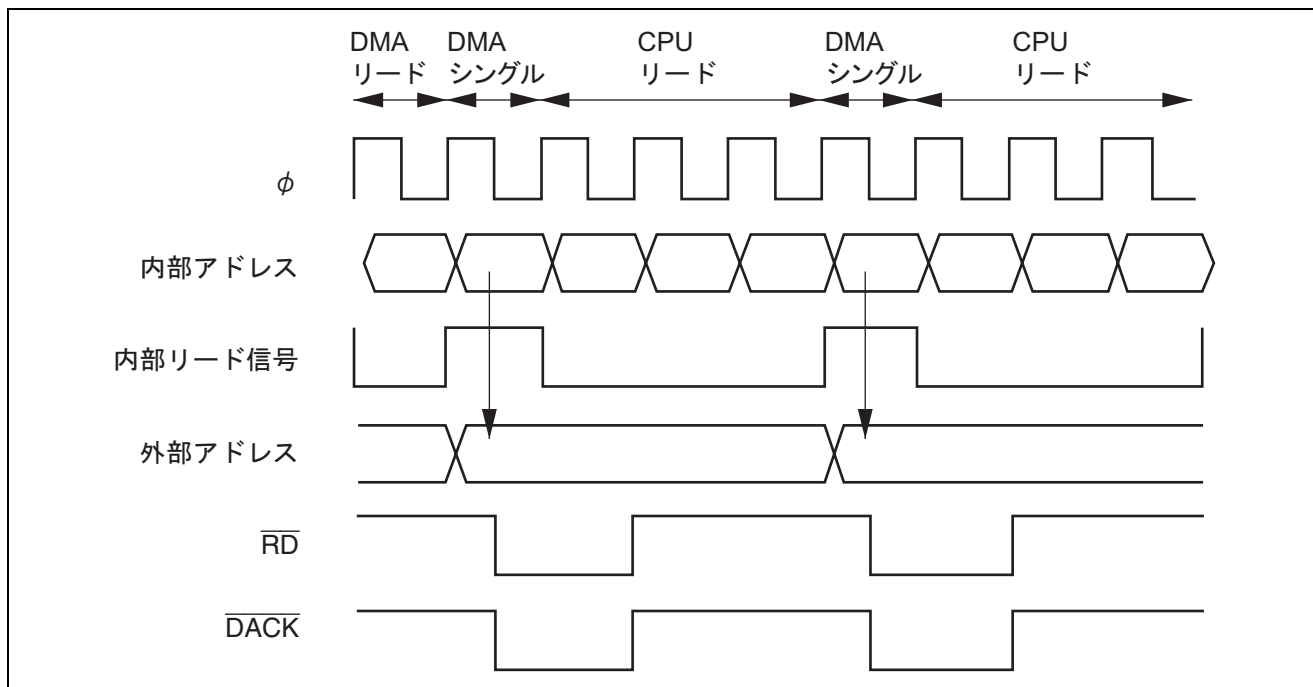 DMA DMA CPU DMA CPU
リード シングル リード シングル リード
φ
内部アドレス
内部リード信号
外部アドレス
RD
DACK